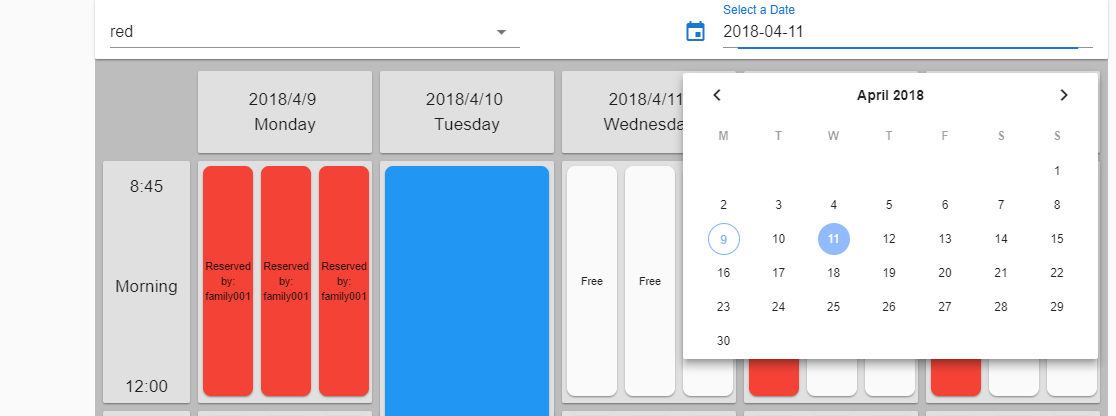 Select a Date
red
2018-04-11
2018/4/9
Monday
2018/4/10
Tuesday
2018/4/11
Wednesda
April 2018
M T W T F S S
1
2 3 4 5 6 7 8
9 10 11 12 13 14 15
16 17 18 19 20 21 22
23 24 25 26 27 28 29
30
8:45
Morning
12:00
Reserved
by:
family001
Reserved
by:
family001
Reserved
by:
family001
Free
Free